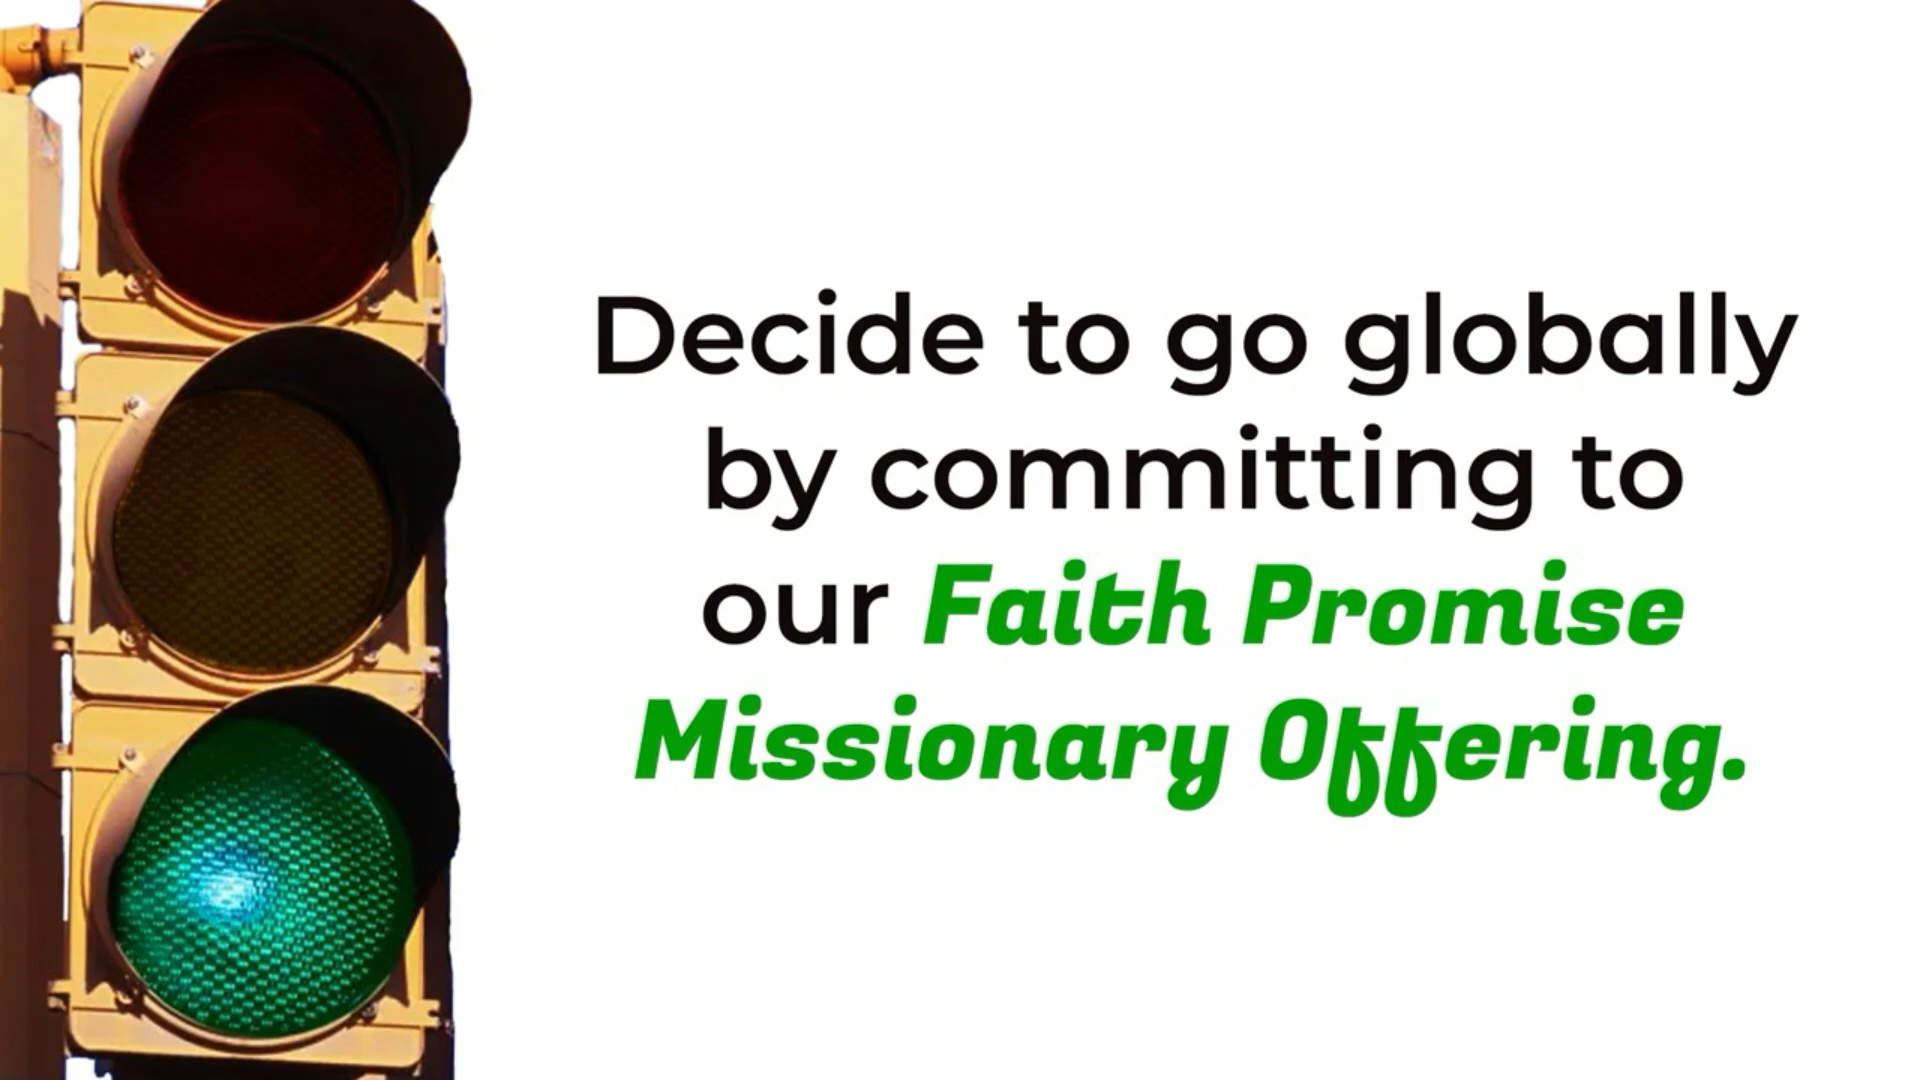 Decide to go globally
by committing to
our Faith Promise
Missionary Offering.